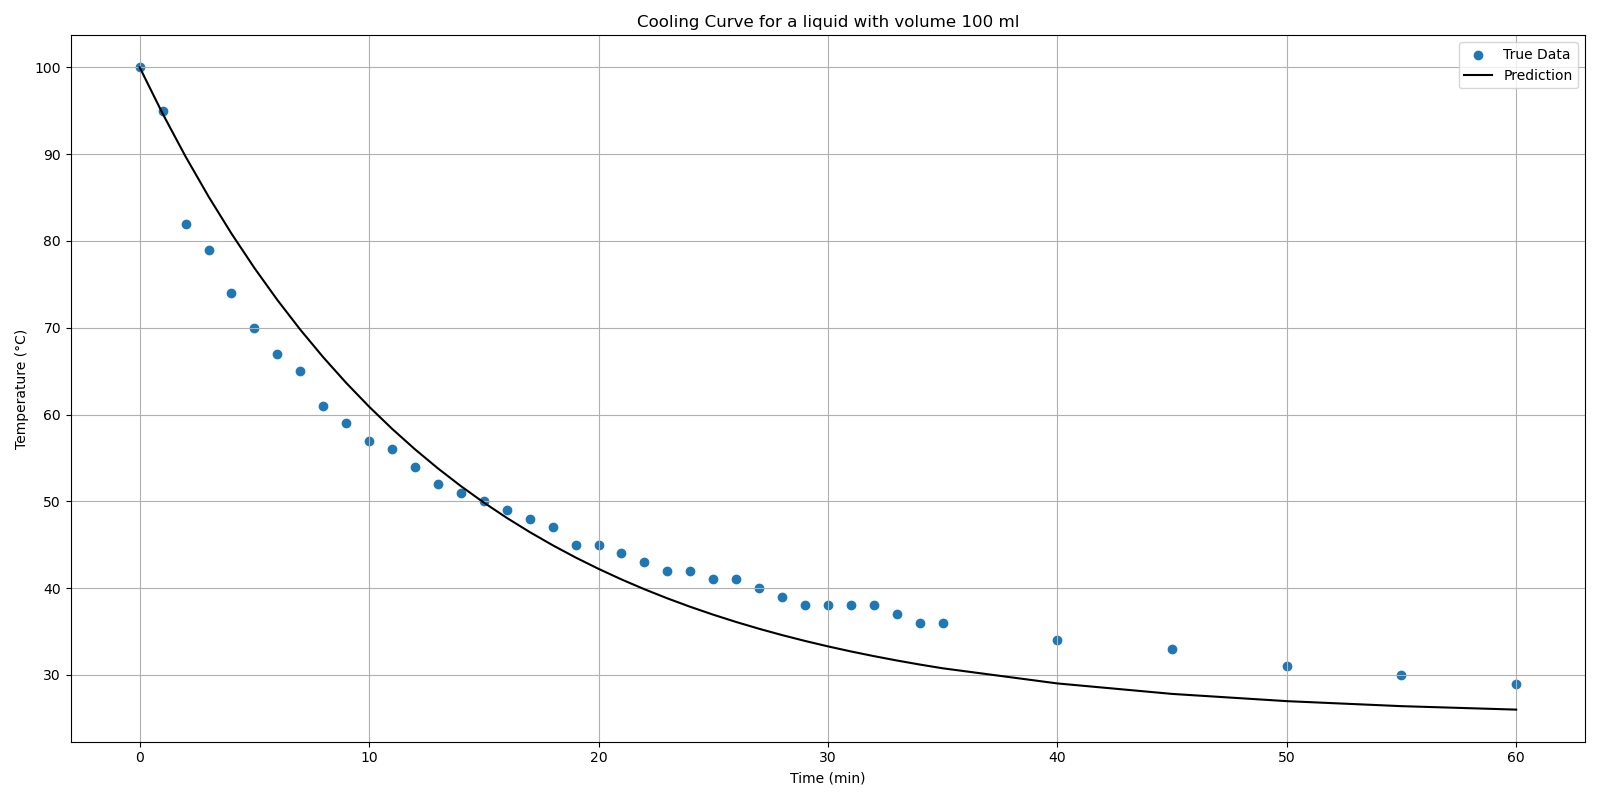 Cooling Curve for a liquid with volume 100 ml
True Data
Prediction
100
90
80
70
60
50
40
30
Temperature (°C)
0 10 20 30 40 50 60
Time (min)